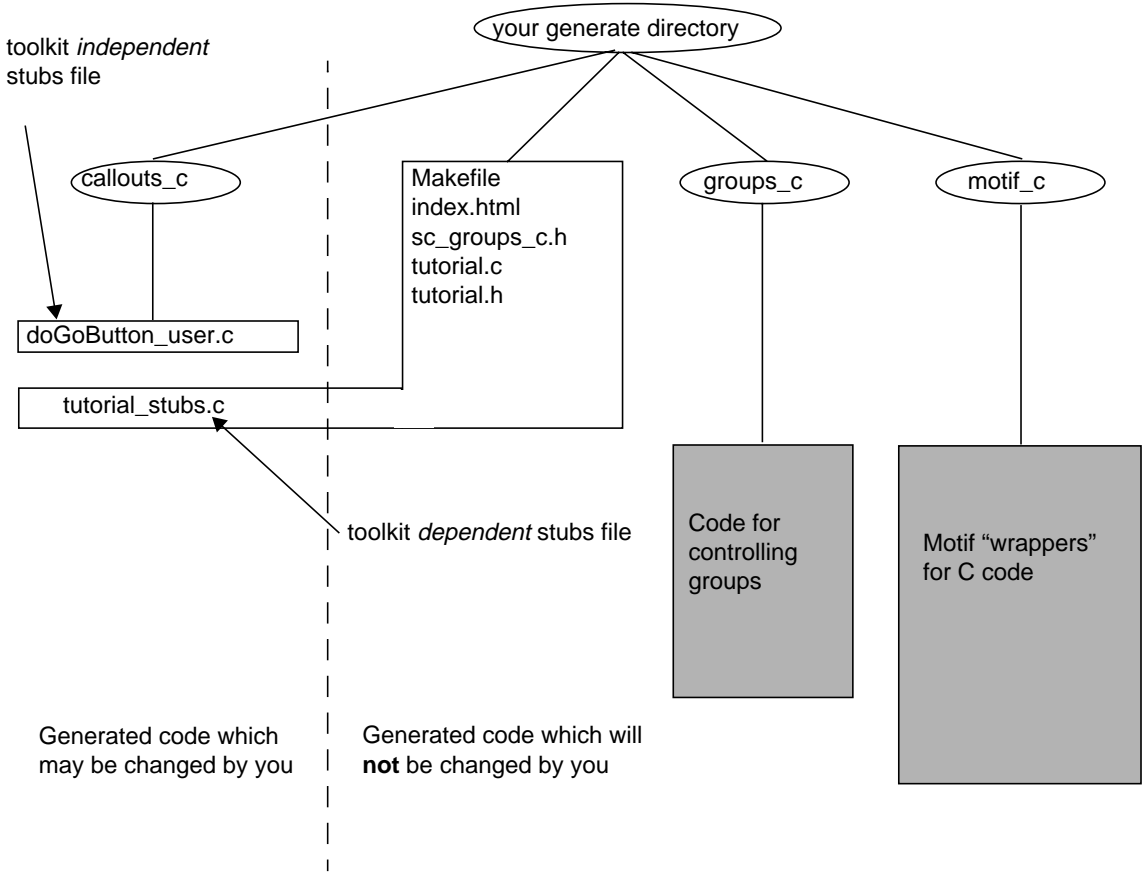 your generate directory
toolkit independent
stubs file
callouts_c
Makefile
index.html
sc_groups_c.h
tutorial.c
tutorial.h
groups_c
motif_c
doGoButton_user.c
tutorial_stubs.c
toolkit dependent stubs file
Code for
controlling
groups
Motif “wrappers”
for C code
Generated code which
may be changed by you
Generated code which will
not be changed by you